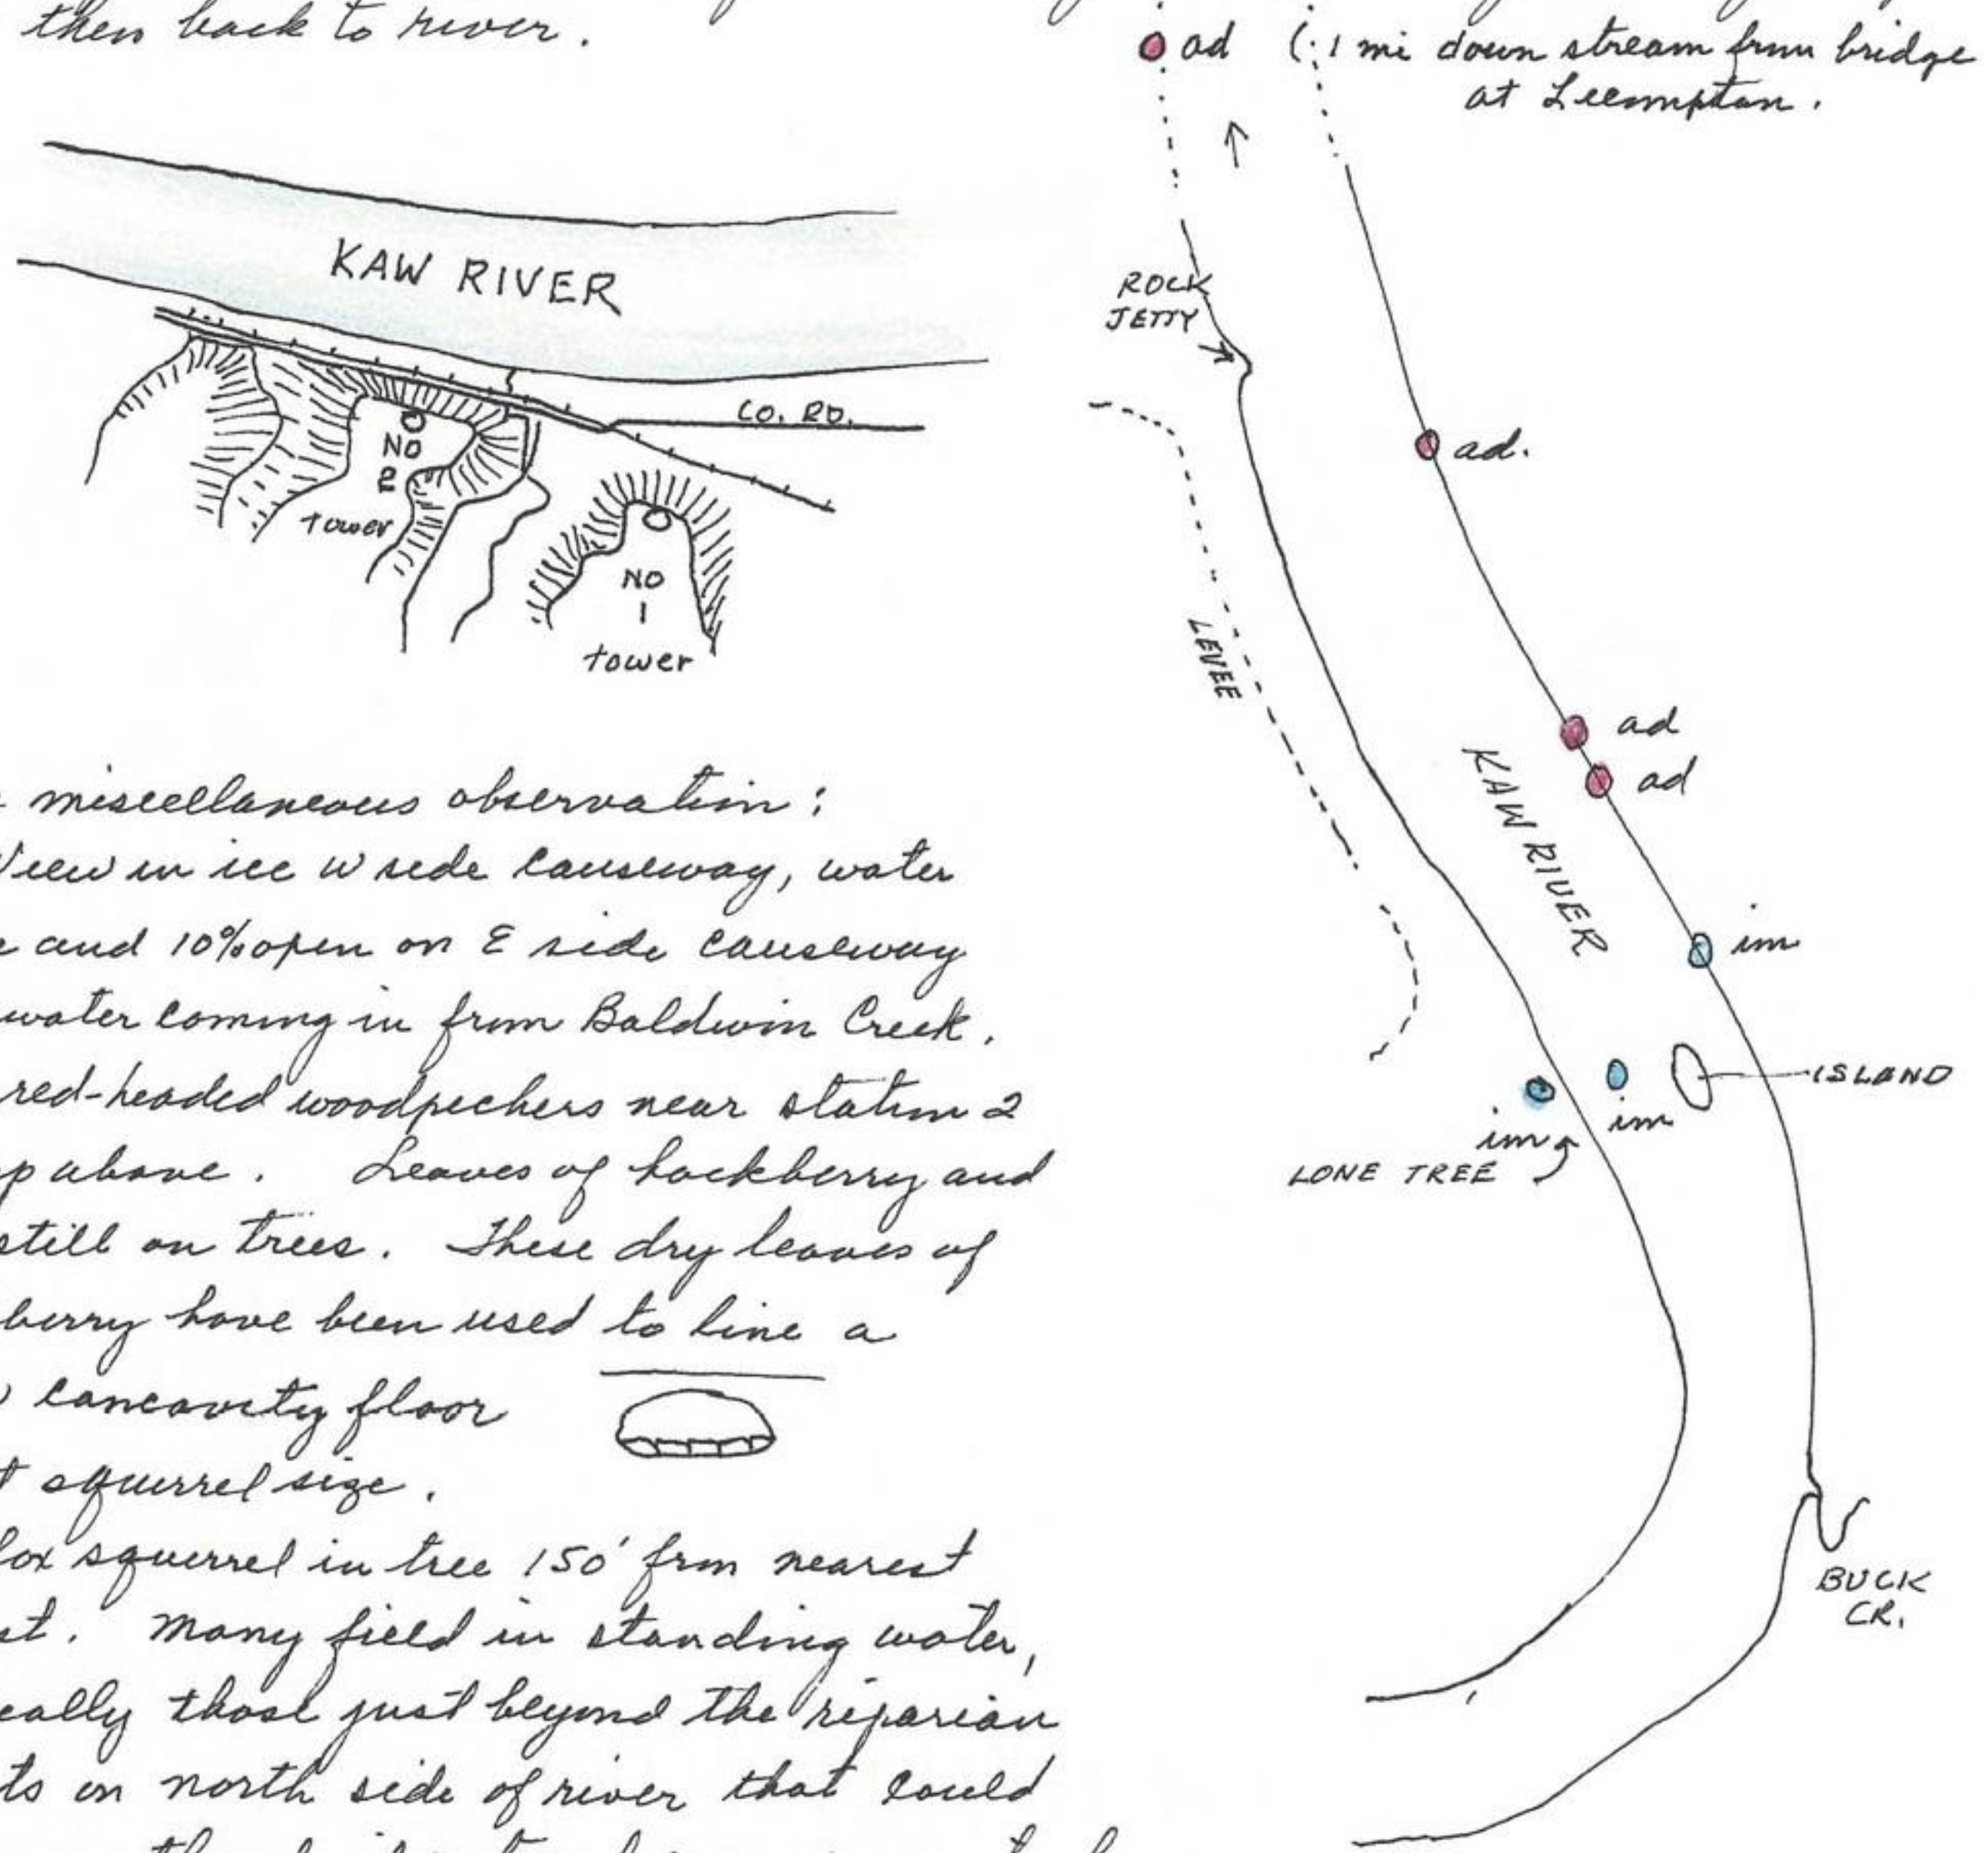 then back to river.
KAW RIVER
CO. RD.
NO
2
tower
NO
1
tower
miscellaneous observation:
View in ice W side causeway, water
and 10% open on E side causeway
water coming in from Baldwin Creek.
red-headed woodpeckers near station 2
above. Leaves of hackberry and
still on trees. These dry leaves of
berry have been used to line a
concavity floor
squirrel size.
fox squirrel in tree 150' from nearest
Many field in standing water,
those just beyond the riparian
on north side of river that could
ad (.1 mi down stream from bridge
at Lecompton.
ROCK
JETTY
ad.
LEVEE
ad
ad
KAW RIVER
im
ISLAND
im
im
LONE TREE
BUCK
CR.